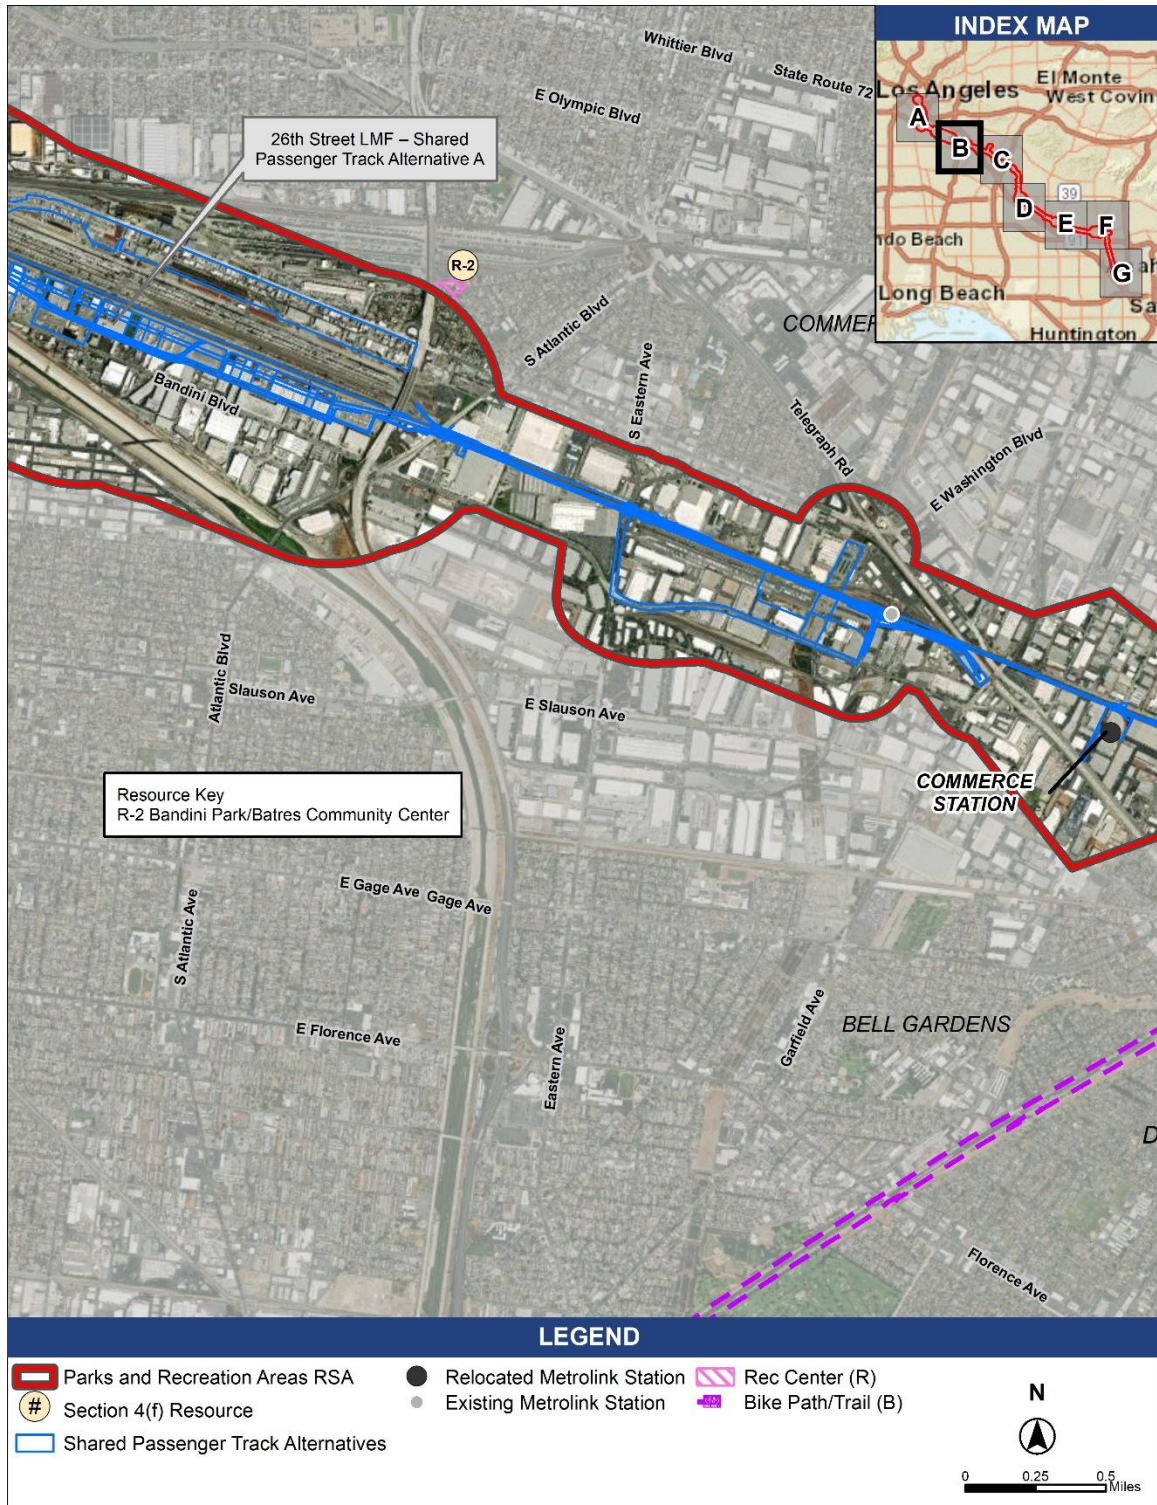 INDEX MAP
Los Angeles
El Monte
West Covin
A
B
C
D
E
F
G
39
91
ndo Beach
Long Beach
ah
Sa
Huntington
Whittier Blvd
State Route 72
E Olympic Blvd
26th Street LMF – Shared
Passenger Track Alternative A
R-2
S Atlantic Blvd
COMMER
S Eastern Ave
Telegraph Rd
E Washington Blvd
Bandini Blvd
Atlantic Blvd
Slauson Ave
E Slauson Ave
COMMERCE
STATION
Resource Key
R-2 Bandini Park/Batres Community Center
E Gage Ave
Gage Ave
S Atlantic Ave
E Florence Ave
Eastern Ave
Garfield Ave
BELL GARDENS
D
Florence Ave
LEGEND
Parks and Recreation Areas RSA
# Section 4(f) Resource
Shared Passenger Track Alternatives
Relocated Metrolink Station
Existing Metrolink Station
Rec Center (R)
Bike Path/Trail (B)
N
0 0.25 0.5
Miles